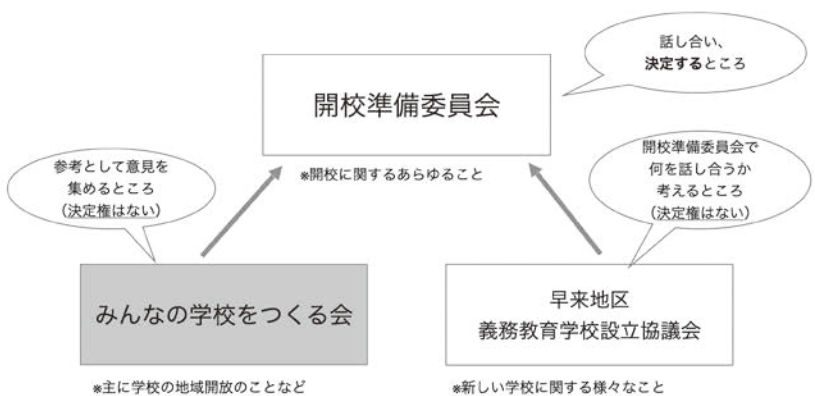 話し合い、
決定するところ
開校準備委員会
※開校に関するあらゆること
参考として意見を
集めるところ
（決定権はない）
開校準備委員会で
何を話し合うか
考えるところ
（決定権はない）
みんなの学校をつくる会
※主に学校の地域開放のことなど
早来地区
義務教育学校設立協議会
※新しい学校に関する様々なこと